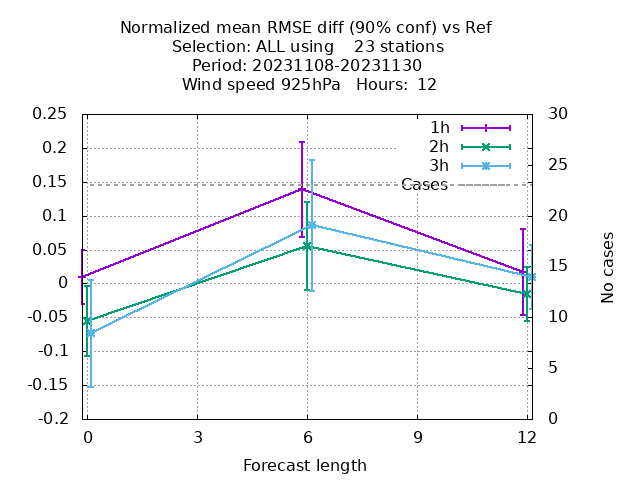 Normalized mean RMSE diff (90% conf) vs Ref
Selection: ALL using    23 stations
Period: 20231108-20231130
Wind speed 925hPa   Hours:  12
0.25
0.2
0.15
0.1
0.05
0
-0.05
-0.1
-0.15
-0.2
30
25
20
15
10
5
0
1h
2h
3h
Cases
No cases
0
3
6
9
12
Forecast length